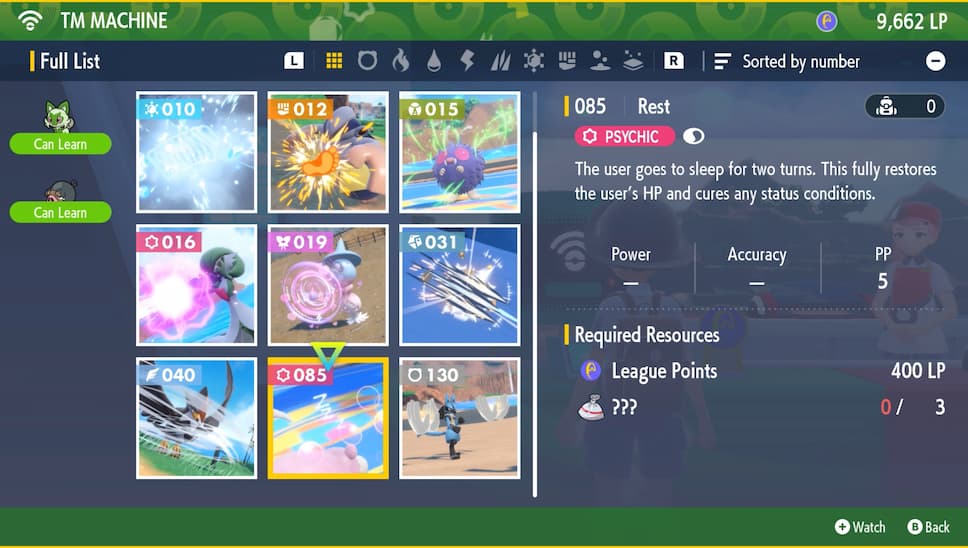 TM MACHINE
9,662 LP
Full List
L
R
Sorted by number
Can Learn
Can Learn
010
012
015
016
019
031
040
085
130
085 Rest
0
PSYCHIC
The user goes to sleep for two turns. This fully restores
the user's HP and cures any status conditions.
Power Accuracy PP
— — 5
Required Resources
League Points 400 LP
??? 0 / 3
+ Watch B Back